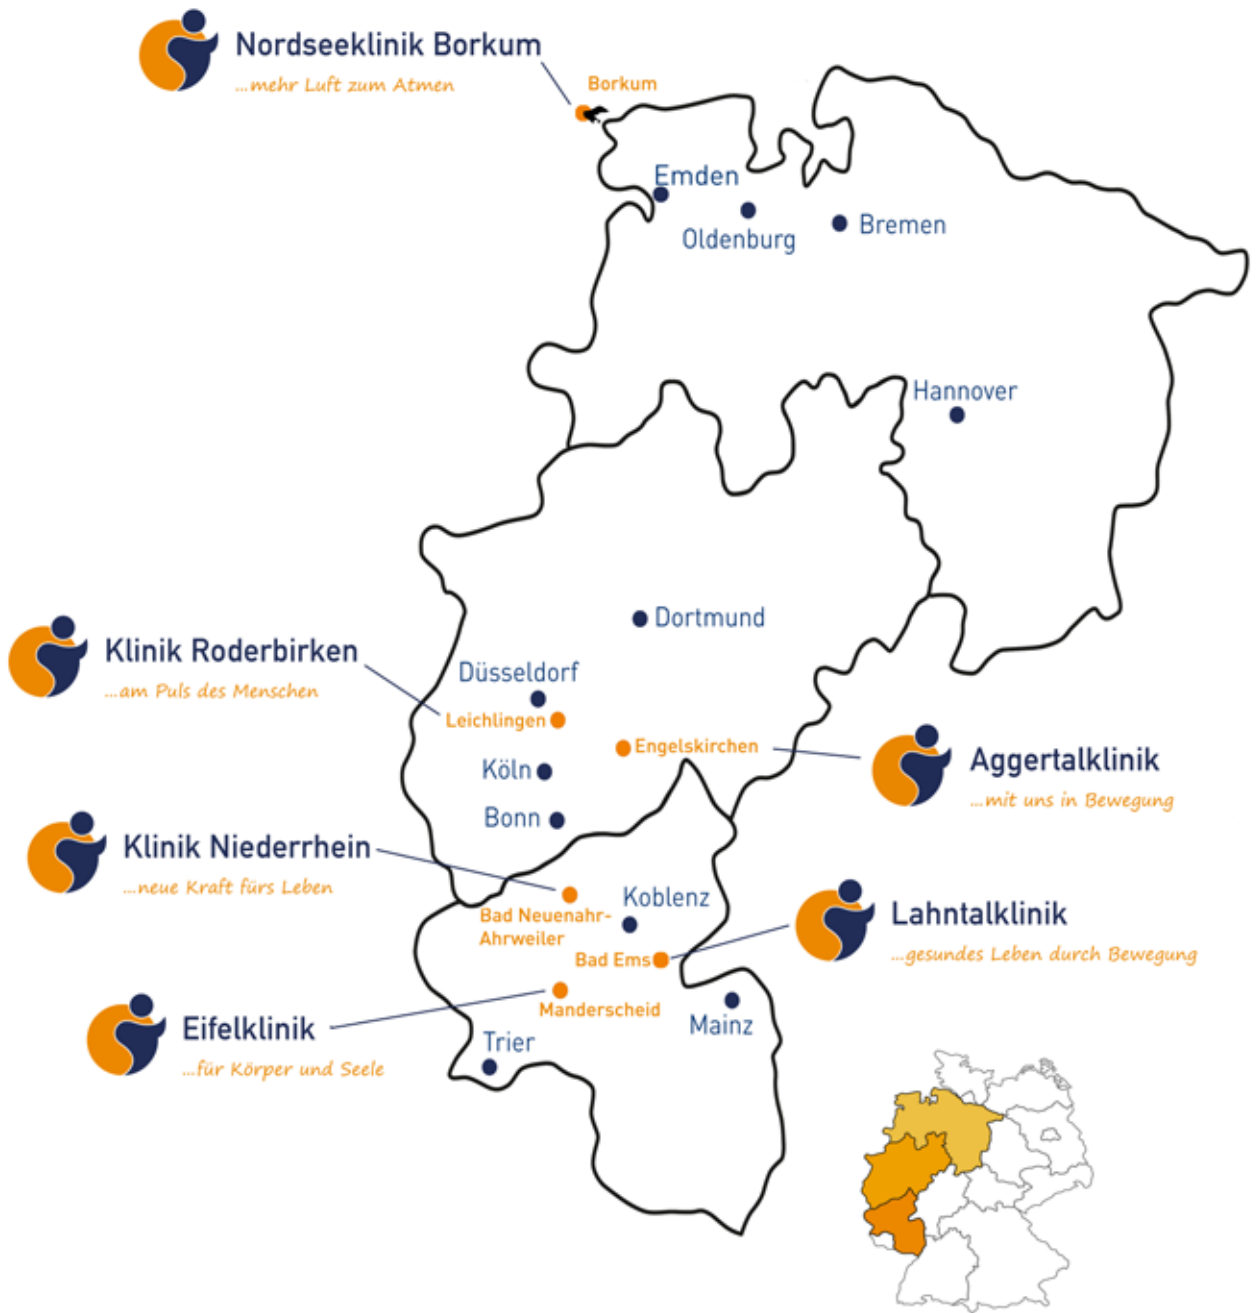 Nordseeklinik Borkum
...mehr Luft zum Atmen
Borkum
Emden
Oldenburg
Bremen
Hannover
Dortmund
Klinik Roderbirken
...am Puls des Menschen
Düsseldorf
Leichlingen
Engelskirchen
Aggertalklinik
...mit uns in Bewegung
Köln
Bonn
Klinik Niederrhein
...neue Kraft fürs Leben
Koblenz
Bad Neuenahr-
Ahrweiler
Lahntalklinik
...gesundes Leben durch Bewegung
Bad Ems
Manderscheid
Mainz
Eifelklinik
...für Körper und Seele
Trier